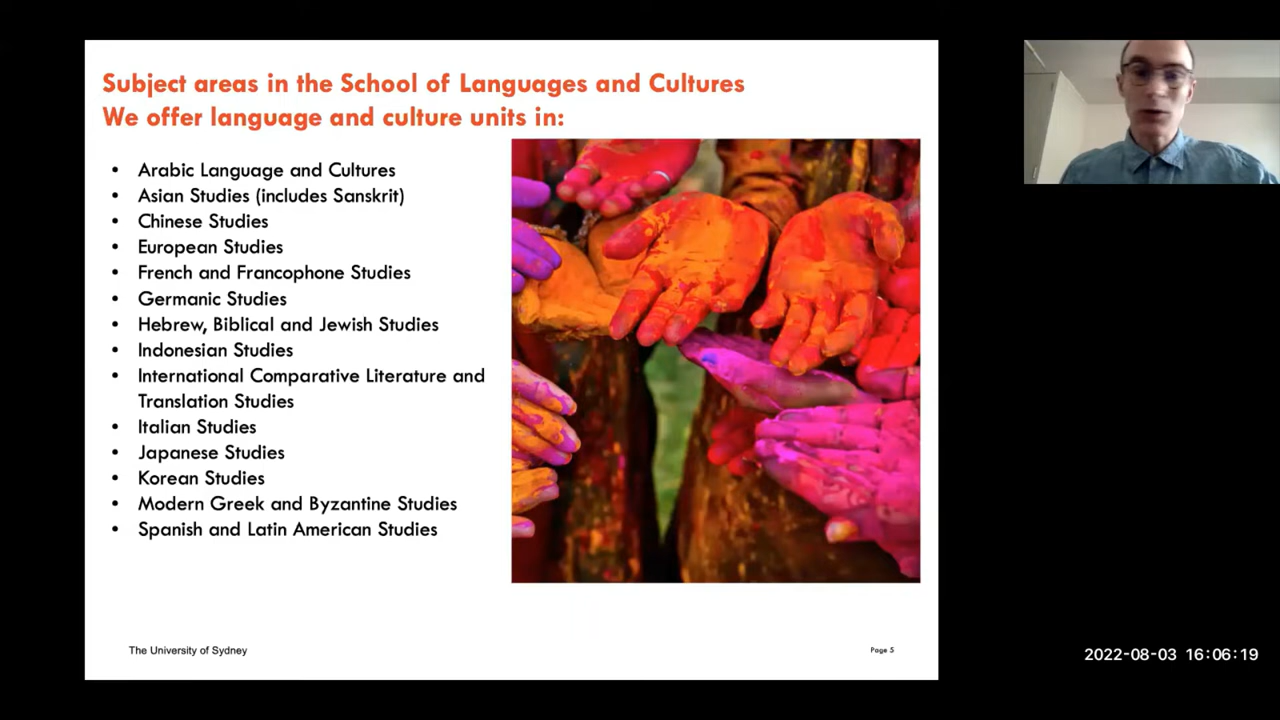 Subject areas in the School of Languages and Cultures
We offer language and culture units in:
• Arabic Language and Cultures
• Asian Studies (includes Sanskrit)
• Chinese Studies
• European Studies
• French and Francophone Studies
• Germanic Studies
• Hebrew, Biblical and Jewish Studies
• Indonesian Studies
• International Comparative Literature and
Translation Studies
• Italian Studies
• Japanese Studies
• Korean Studies
• Modern Greek and Byzantine Studies
• Spanish and Latin American Studies
The University of Sydney
Page 5
2022-08-03 16:06:19